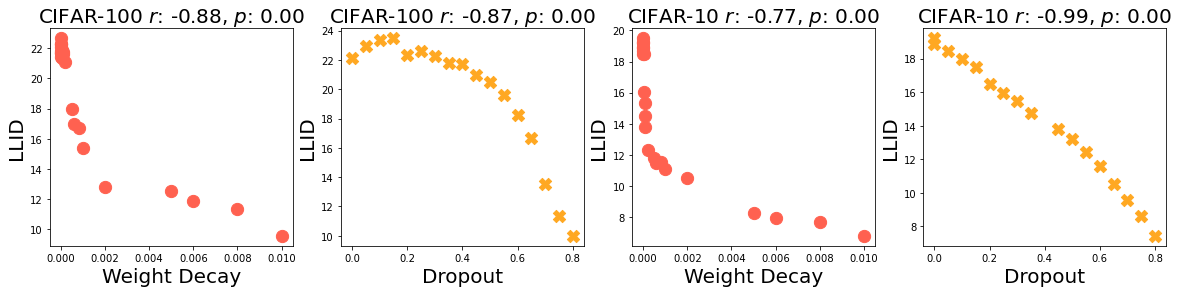 CIFAR-100 r: -0.88, p: 0.00
22
20
18
16
14
12
10
LLID
0.000 0.002 0.004 0.006 0.008 0.010
Weight Decay
CIFAR-100 r: -0.87, p: 0.00
24
22
20
18
16
14
12
10
LLID
0.0 0.2 0.4 0.6 0.8
Dropout
CIFAR-10 r: -0.77, p: 0.00
20
18
16
14
12
10
8
LLID
0.000 0.002 0.004 0.006 0.008 0.010
Weight Decay
CIFAR-10 r: -0.99, p: 0.00
18
16
14
12
10
8
LLID
0.0 0.2 0.4 0.6 0.8
Dropout